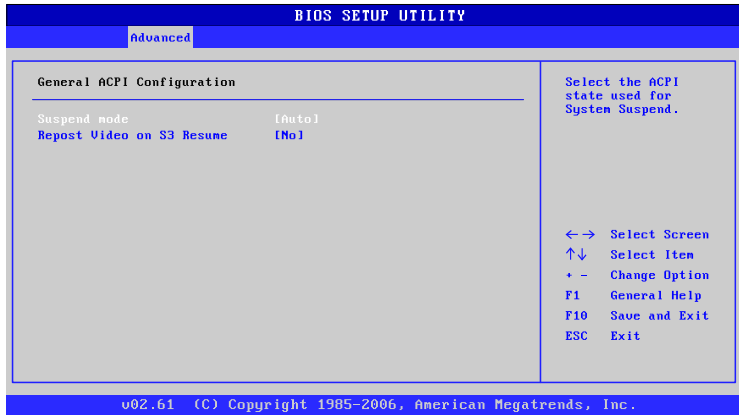 BIOS SETUP UTILITY
Advanced
General ACPI Configuration
Suspend mode [Auto]
Repost Video on S3 Resume [No]
Select the ACPI
state used for
System Suspend.
←→ Select Screen
↑↓ Select Item
+ - Change Option
F1 General Help
F10 Save and Exit
ESC Exit
v02.61 (C) Copyright 1985-2006, American Megatrends, Inc.